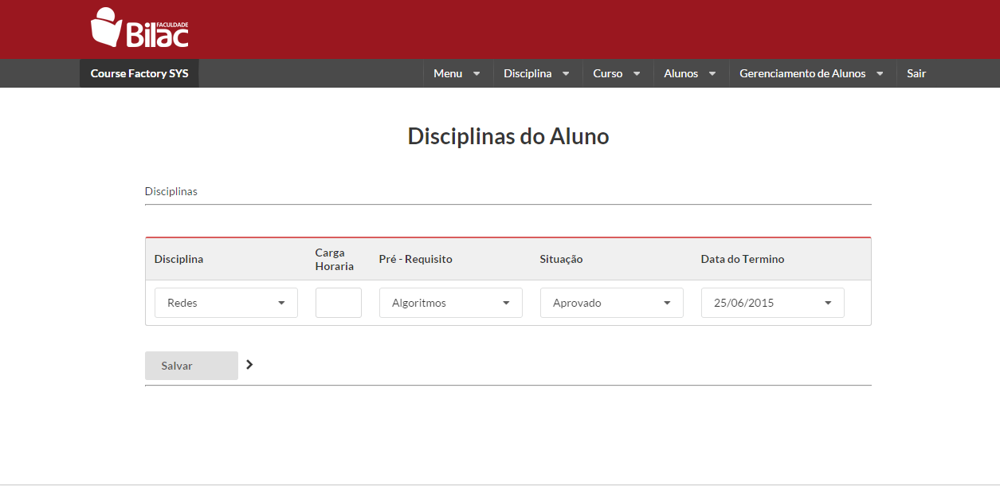 FACULDADE
Bilac
Course Factory SYS
Menu
Disciplina
Curso
Alunos
Gerenciamento de Alunos
Sair
Disciplinas do Aluno
Disciplinas
Disciplina
Carga
Horaria
Pré - Requisito
Situação
Data do Termino
Redes
Algoritmos
Aprovado
25/06/2015
Salvar